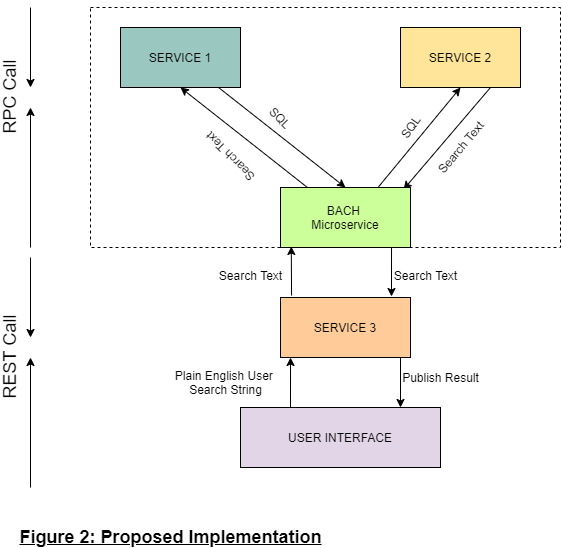 RPC Call
SERVICE 1
SERVICE 2
SQL
Search Text
SQL
Search Text
BACH
Microservice
Search Text
Search Text
REST Call
SERVICE 3
Plain English User
Search String
Publish Result
USER INTERFACE
Figure 2: Proposed Implementation